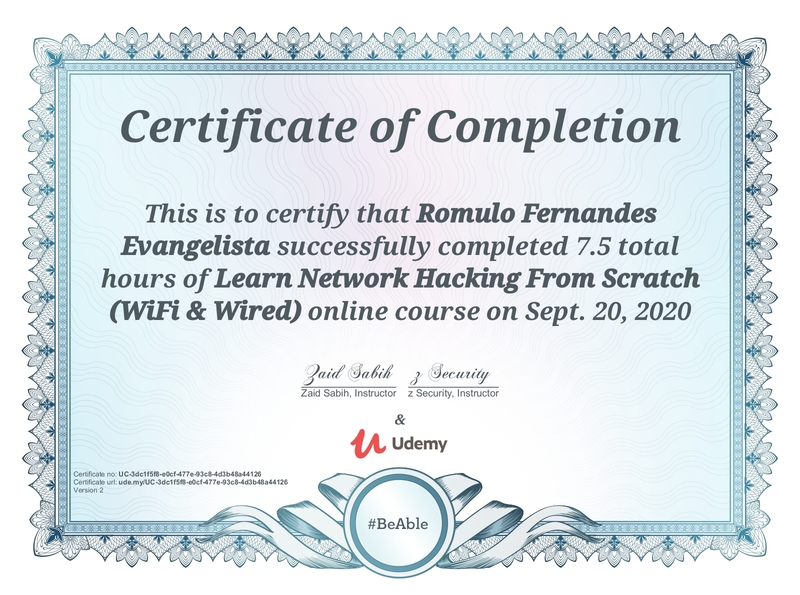 Certificate of Completion
This is to certify that Romulo Fernandes
Evangelista successfully completed 7.5 total
hours of Learn Network Hacking From Scratch
(WiFi & Wired) online course on Sept. 20, 2020
Zaid Sabih z Security
Zaid Sabih, Instructor z Security, Instructor
&
Udemy
Certificate no: UC-3dc1f5f8-e0cf-477e-93c8-4d3b48a44126
Certificate url: ude.my/UC-3dc1f5f8-e0cf-477e-93c8-4d3b48a44126
Version 2
#BeAble